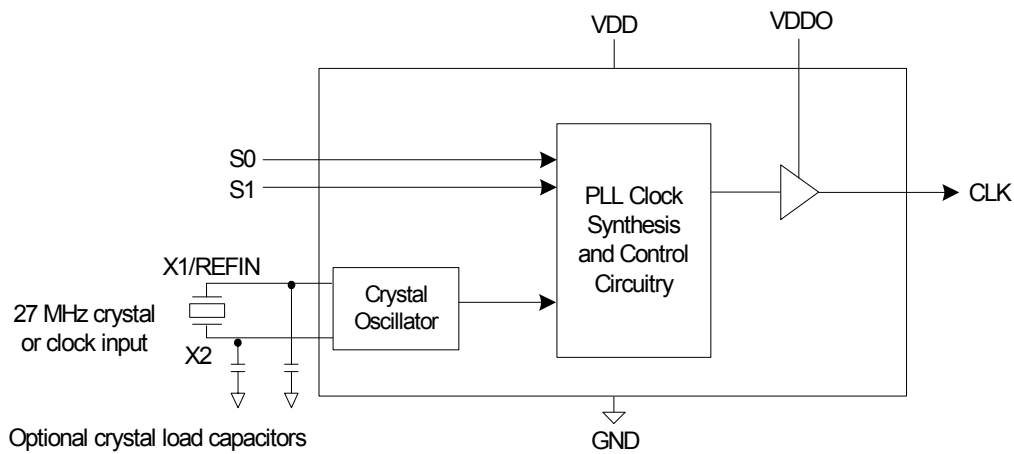 VDD
VDDO
S0
S1
PLL Clock
Synthesis
and Control
Circuitry
CLK
X1/REFIN
Crystal
Oscillator
27 MHz crystal
or clock input
X2
Optional crystal load capacitors
GND